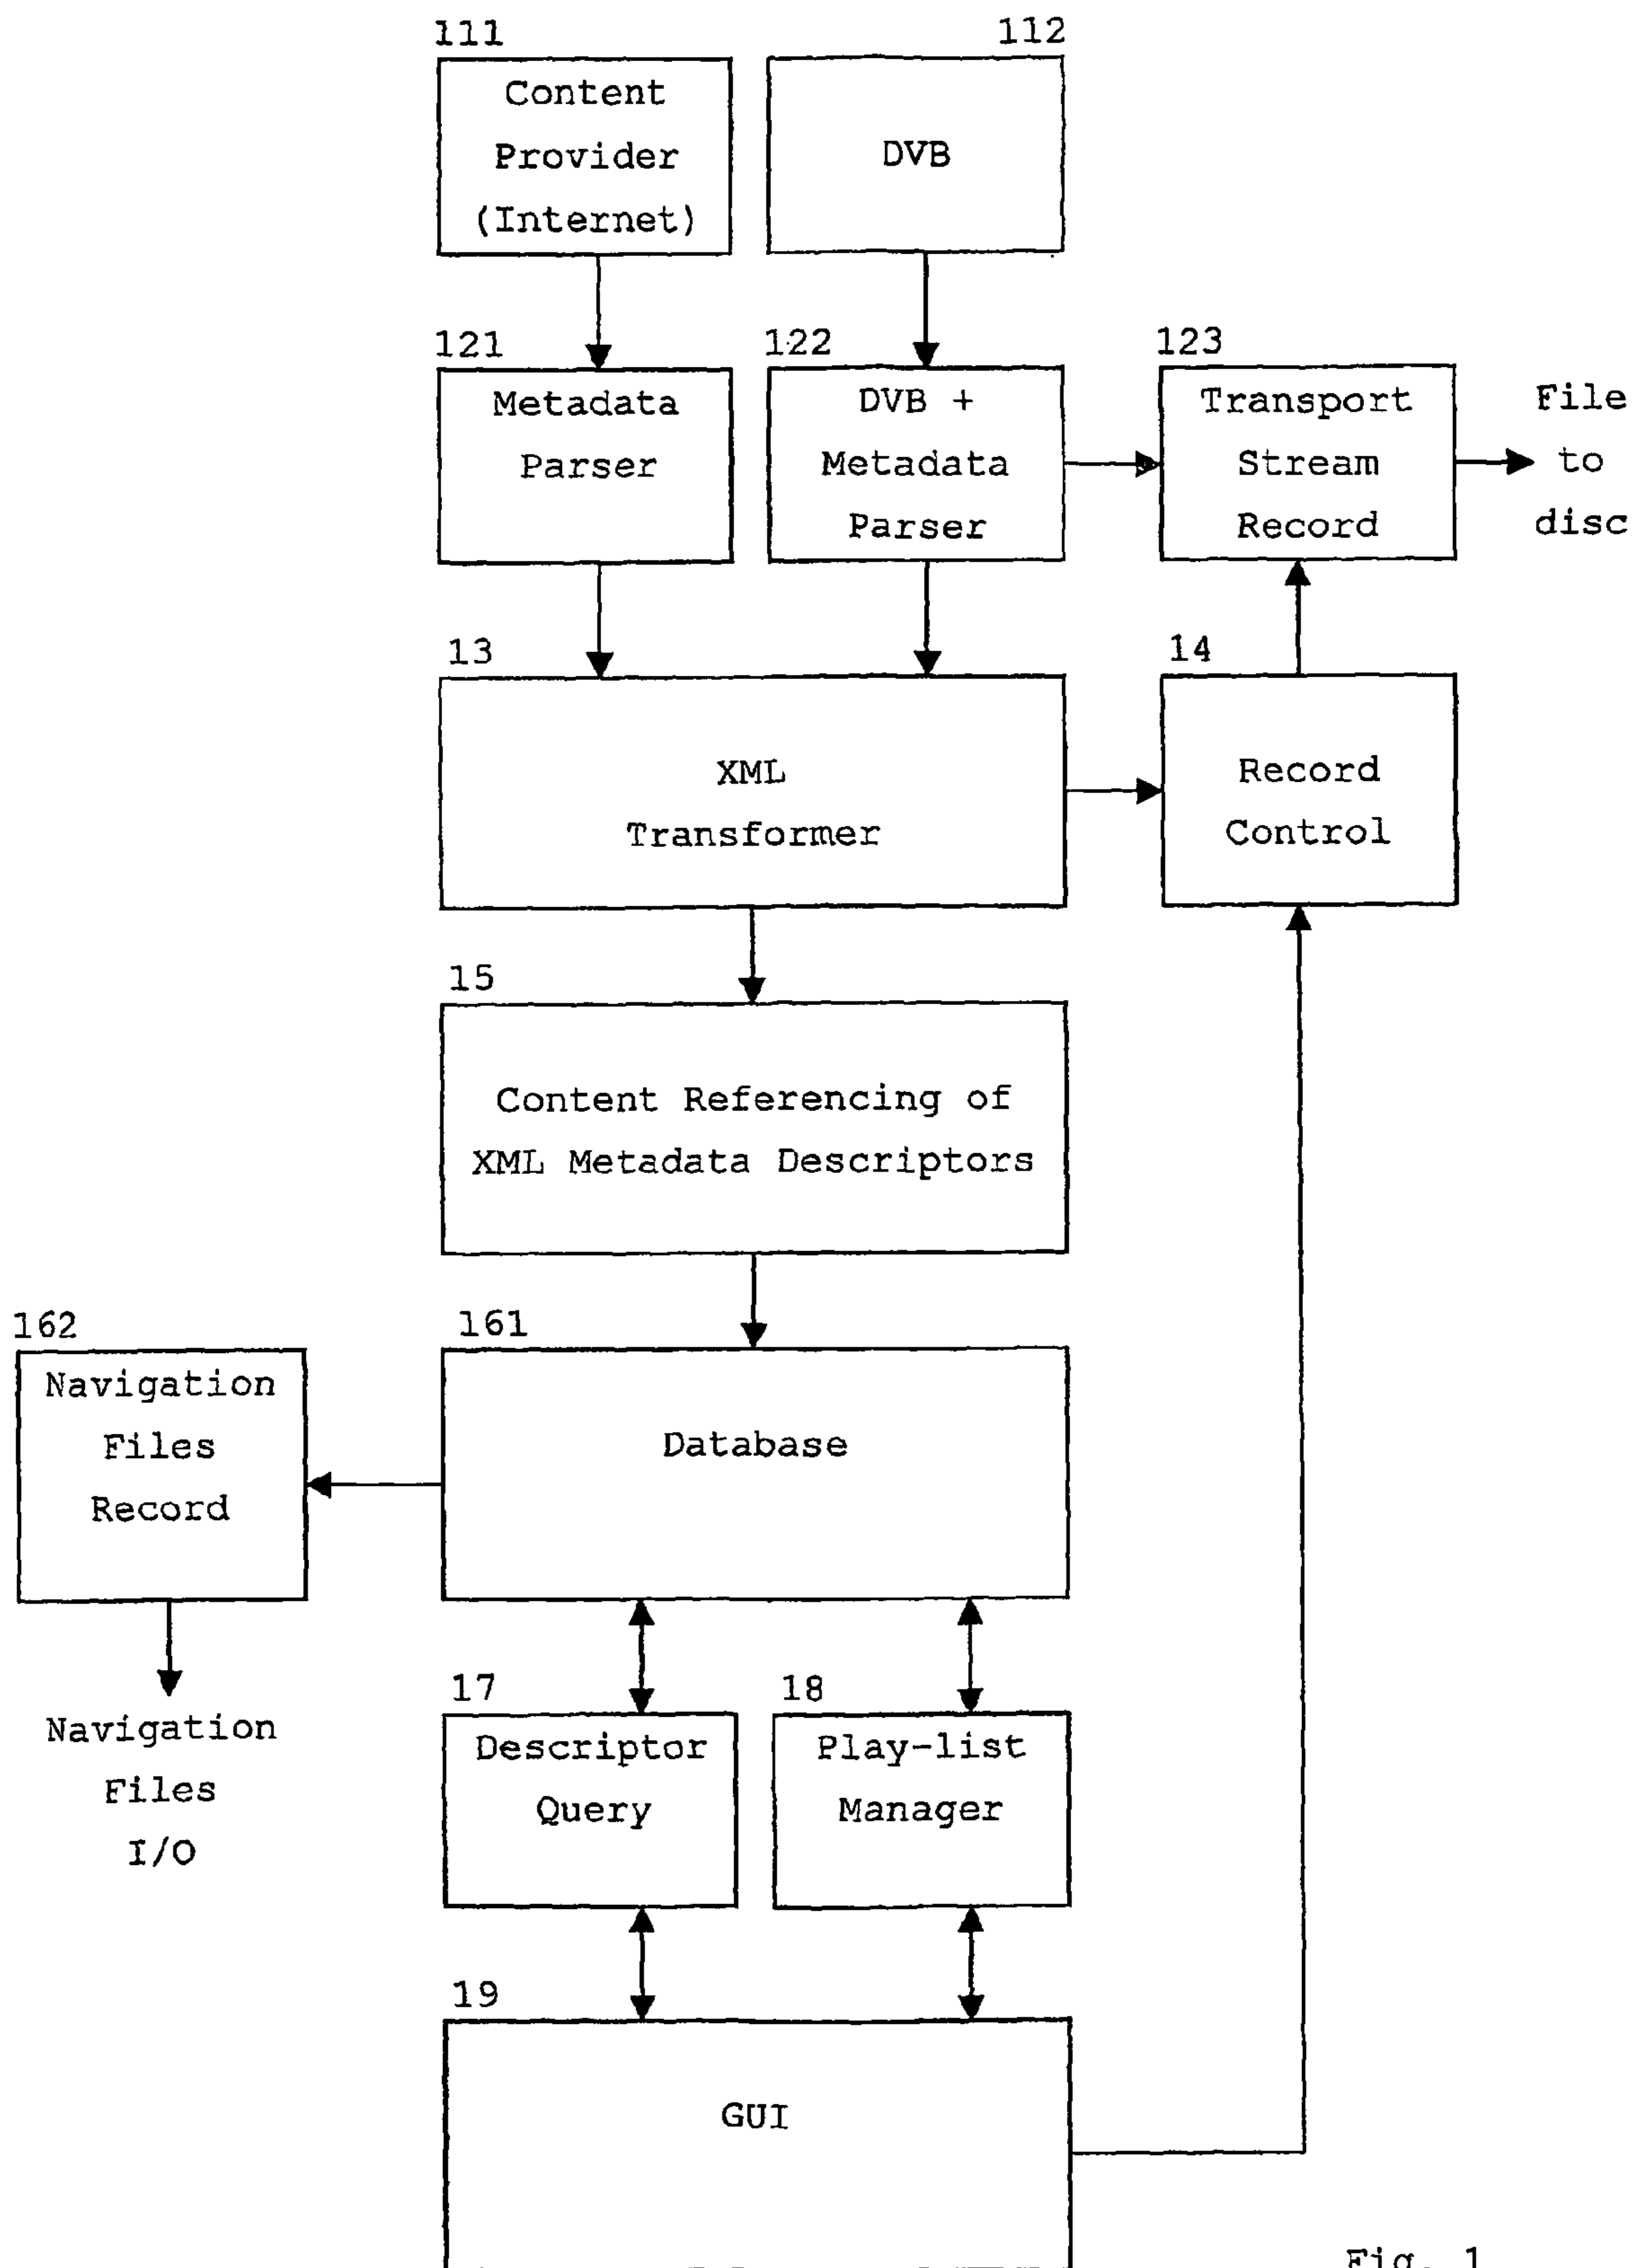 111
Content
Provider
(Internet)
112
DVB
121
Metadata
Parser
122
DVB +
Metadata
Parser
123
Transport
Stream
Record
File
to
disc
13
XML
Transformer
14
Record
Control
15
Content Referencing of
XML Metadata Descriptors
162
Navigation
Files
Record
161
Database
Navigation
Files
I/O
17
Descriptor
Query
18
Play-list
Manager
19
GUI
Fig. 1